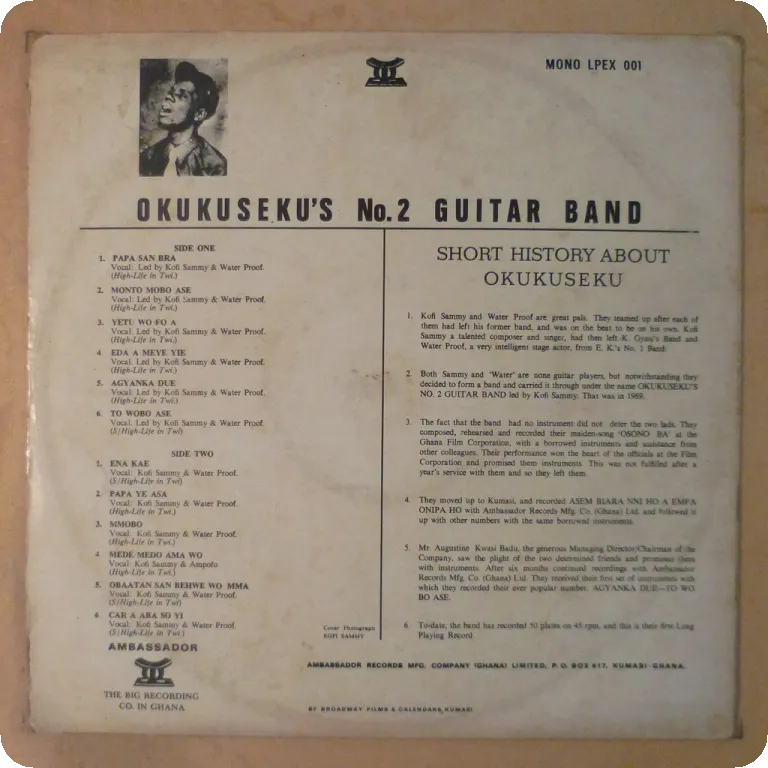 MONO LPEX 001
OKUKUSEKU'S No. 2 GUITAR BAND
SIDE ONE
1. PAPA SAN BRA
Vocal: Led by Kofi Sammy & Water Proof.
(High-Life in Twi.)
2. MONTO MOBO ASE
Vocal: Led by Kofi Sammy & Water Proof.
(High-Life in Twi.)
3. YETU WO FO A
Vocal: Led by Kofi Sammy & Water Proof.
(High-Life in Twi.)
4 EDA A MEYE YIE
Vocal: Led by Kofi Sammy & Water Proof.
(High-Life in Twi.)
5. AGYANKA DUE
Vocal: Led by Kofi Sammy & Water Proof.
(High-Life in Twi.)
6. TO WOBO ASE
Vocal: Led by Kofi Sammy & Water Proof.
(S/High-Life in Twi)
SIDE TWO
1. ENA KAE
Vocal: Kofi Sammy & Water Proof.
(S/High-Life in Twi)
2. PAPA YE ASA
Vocal: Kofi Sammy & Water Proof.
(High-Life in Twi.)
3. MMOBO
Vocal: Kofi Sammy & Water Proof.
(High-Life in Twi.)
4 MEDE MEDO AMA WO
Vocal: Kofi Sammy & Ampofo
(High-Life in Twi.)
5. OBAATAN SAN BEHWE WO MMA
Vocal: Kofi Sammy & Water Proof.
(S/High-Life in Twi)
6. CAR A ABA SO YI
Vocal: Kofi Sammy & Water Proof.
(S/High-Life in Twi.)
AMBASSADOR
THE BIG RECORDING
CO. IN GHANA
Cover Photograph
KOFI SAMMY
SHORT HISTORY ABOUT
OKUKUSEKU
1. Kofi Sammy and Water Proof are great pals. They teamed up after each of
them had left his former band, and was on the beat to be on his own. Kofi
Sammy a talented composer and singer, had then left K. Gyasi's Band and
Water Proof, a very intelligent stage actor, from E. K.'s No. 1 Band.
2. Both Sammy and 'Water' are none guitar players, but notwithstanding they
decided to form a band and carried it through under the name OKUKUSEKU'S
NO. 2 GUITAR BAND led by Kofi Sammy. That was in 1969.
3. The fact that the band had no instrument did not deter the two lads. They
composed, rehearsed and recorded their maiden-song 'OSONO BA' at the
Ghana Film Corporation, with a borrowed instruments and assistance from
other colleagues. Their performance won the heart of the officials at the Film
Corporation and promised them instruments. This was not fulfilled after a
year's service with them and so they left them.
4. They moved up to Kumasi, and recorded ASEM BIARA NNI HO A EMFA
ONIPA HO with Ambassador Records Mfg. Co. (Ghana) Ltd. and followed it
up with other numbers with the same borrowed instruments.
5. Mr. Augustine Kwasi Badu, the generous Managing Director/Chairman of the
Company, saw the plight of the two determined friends and promised them
with instruments. After six months continued recordings with Ambassador
Records Mfg. Co. (Ghana) Ltd. They received their first set of instruments with
which they recorded their ever popular number, AGYANKA DUE—TO WO
BO ASE.
6. To-date, the band has recorded 50 plates on 45 rpm, and this is their first Long
Playing Record.
AMBASSADOR RECORDS MFG. COMPANY (GHANA) LIMITED, P. O. BOX 617, KUMASI-GHANA.
BY BROADWAY FILMS & CALENDARS, KUMASI